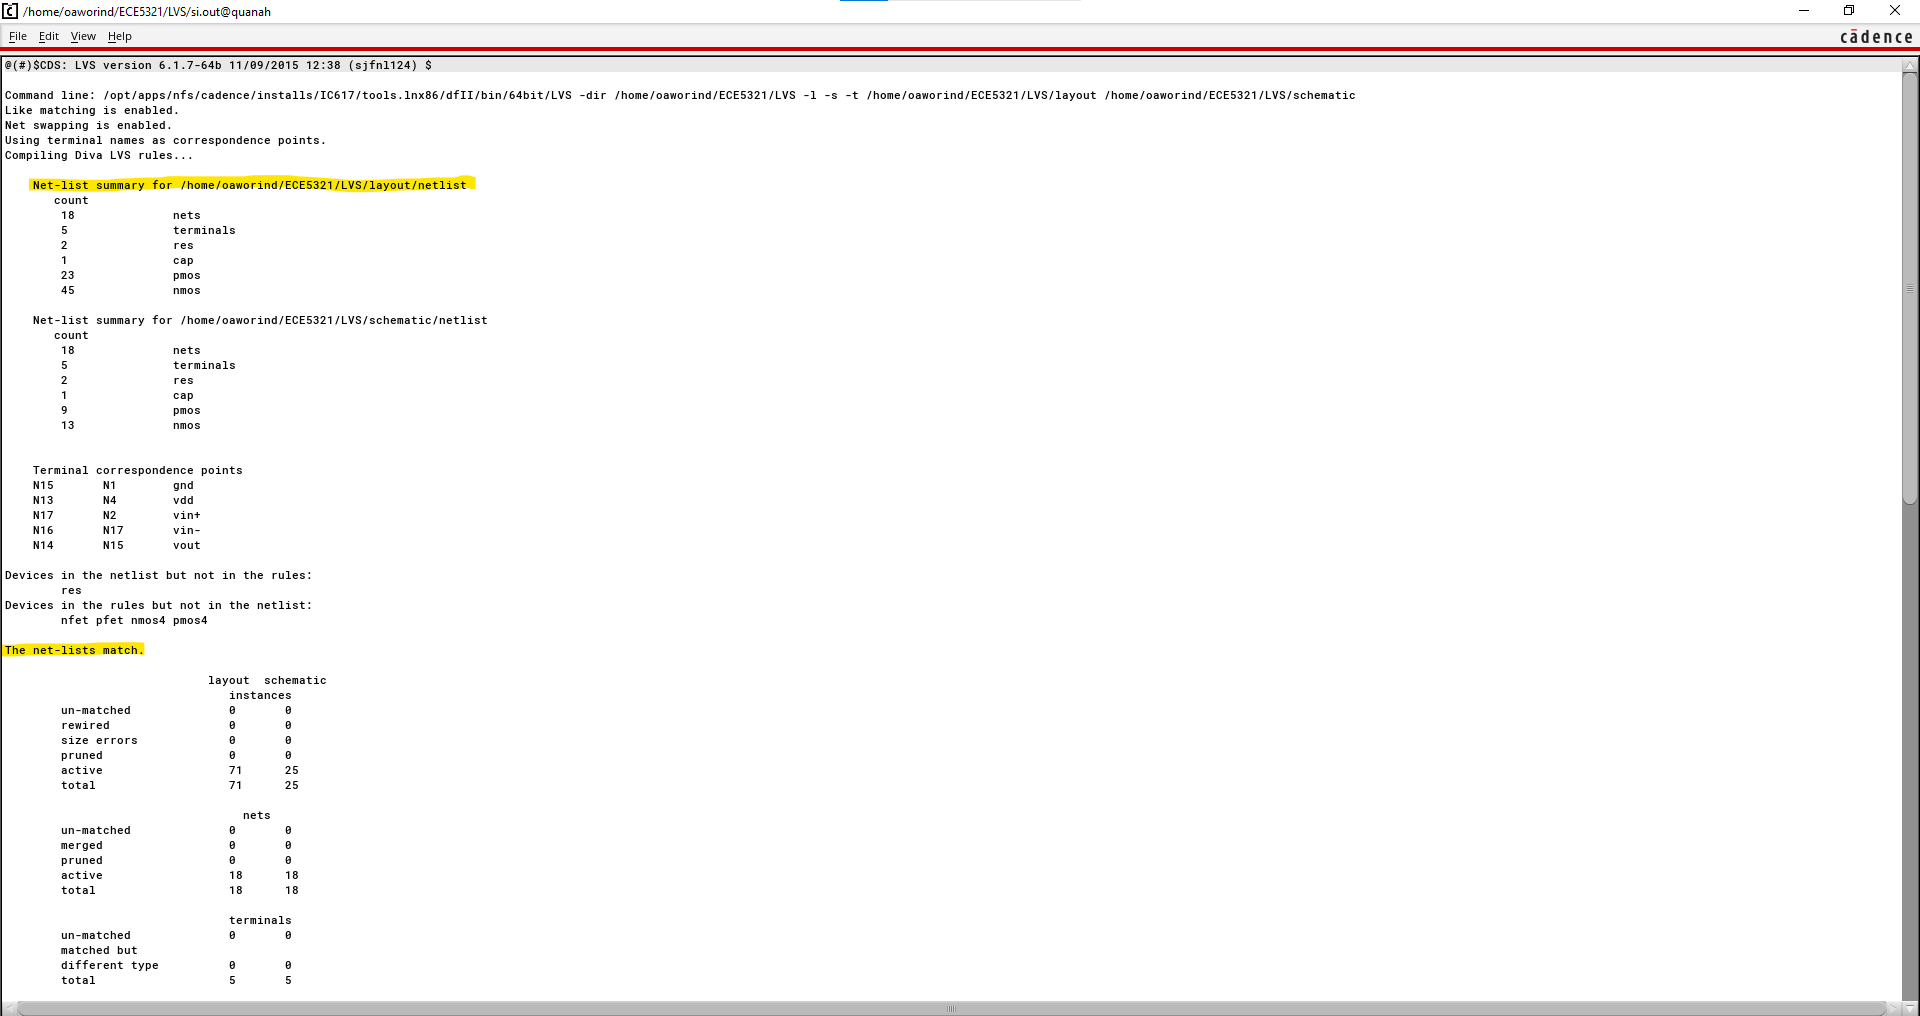 /home/oaworind/ECE5321/LVS/si.out@quanah
File Edit View Help
cādence
@(#)$CDS: LVS version 6.1.7-64b 11/09/2015 12:38 (sjfnl124) $
Command line: /opt/apps/nfs/cadence/installs/IC617/tools.lnx86/dfII/bin/64bit/LVS -dir /home/oaworind/ECE5321/LVS -l -s -t /home/oaworind/ECE5321/LVS/layout /home/oaworind/ECE5321/LVS/schematic
Like matching is enabled.
Net swapping is enabled.
Using terminal names as correspondence points.
Compiling Diva LVS rules...
Net-list summary for /home/oaworind/ECE5321/LVS/layout/netlist
count
18 nets
5 terminals
2 res
1 cap
23 pmos
45 nmos
Net-list summary for /home/oaworind/ECE5321/LVS/schematic/netlist
count
18 nets
5 terminals
2 res
1 cap
9 pmos
13 nmos
Terminal correspondence points
N15 N1 gnd
N13 N4 vdd
N17 N2 vin+
N16 N17 vin-
N14 N15 vout
Devices in the netlist but not in the rules:
res
Devices in the rules but not in the netlist:
nfet pfet nmos4 pmos4
The net-lists match.
layout schematic
instances
un-matched 0 0
rewired 0 0
size errors 0 0
pruned 0 0
active 71 25
total 71 25
nets
un-matched 0 0
merged 0 0
pruned 0 0
active 18 18
total 18 18
terminals
un-matched 0 0
matched but
different type 0 0
total 5 5